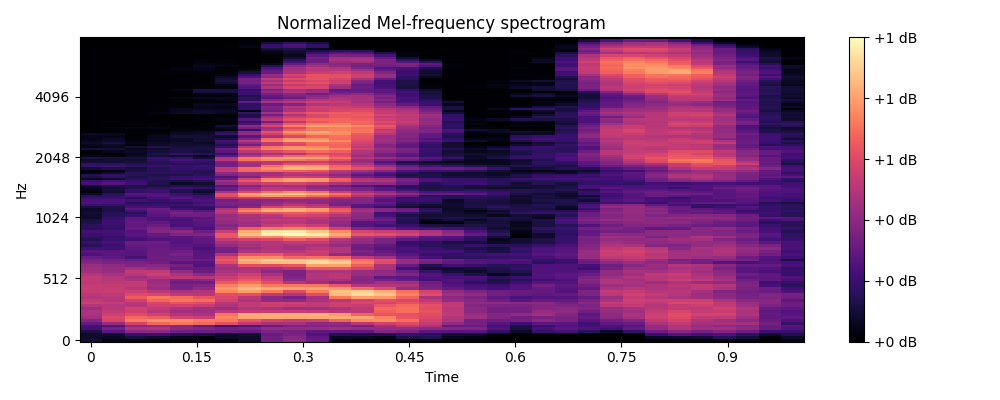 Normalized Mel-frequency spectrogram
Hz
4096
2048
1024
512
0
0 0.15 0.3 0.45 0.6 0.75 0.9
Time
+1 dB
+1 dB
+1 dB
+0 dB
+0 dB
+0 dB